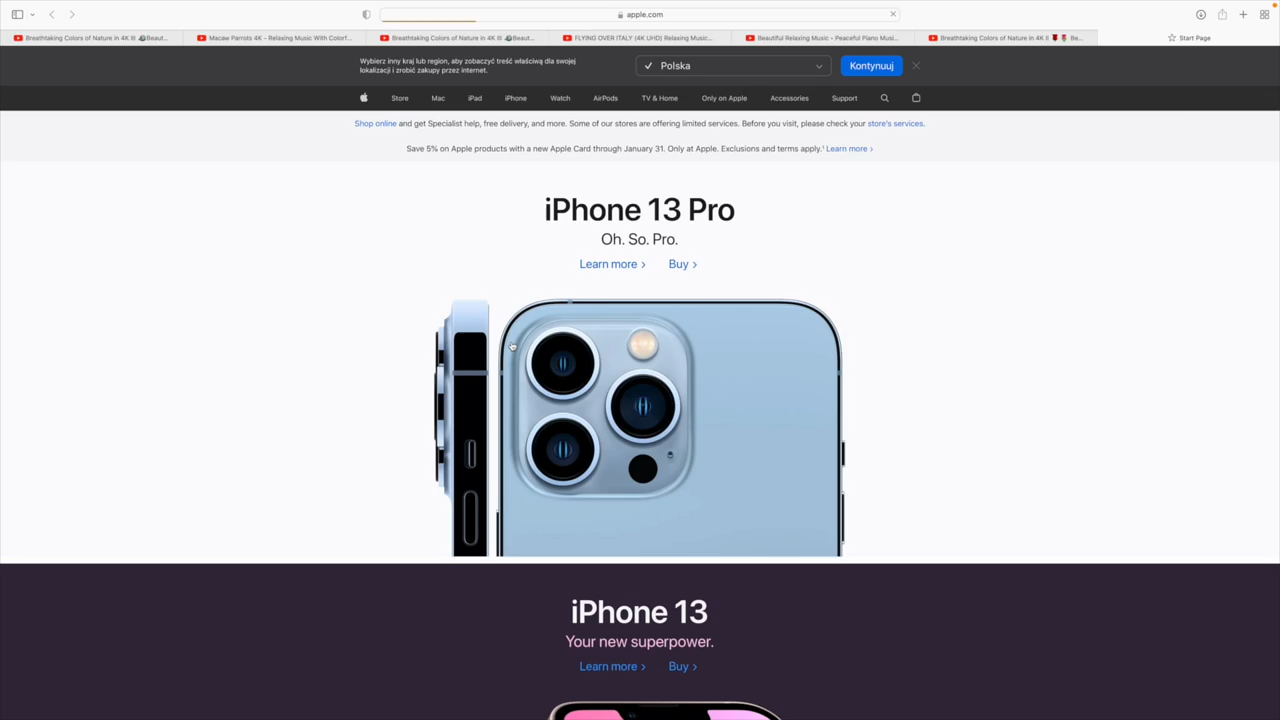 apple.com
Breathtaking Colors of Nature in 4K III 🐠Beaut...
Macaw Parrots 4K - Relaxing Music With Colorf...
Breathtaking Colors of Nature in 4K III 🐠Beaut...
FLYING OVER ITALY (4K UHD) Relaxing Music...
Beautiful Relaxing Music • Peaceful Piano Musi...
Breathtaking Colors of Nature in 4K II 🌹🌹 Be...
Start Page
Wybierz inny kraj lub region, aby zobaczyć treść właściwą dla swojej
lokalizacji i zrobić zakupy przez internet.
Polska
Kontynuuj
Store Mac iPad iPhone Watch AirPods TV & Home Only on Apple Accessories Support
Shop online and get Specialist help, free delivery, and more. Some of our stores are offering limited services. Before you visit, please check your store's services.
Save 5% on Apple products with a new Apple Card through January 31. Only at Apple. Exclusions and terms apply.¹ Learn more >
iPhone 13 Pro
Oh. So. Pro.
Learn more > Buy >
iPhone 13
Your new superpower.
Learn more > Buy >